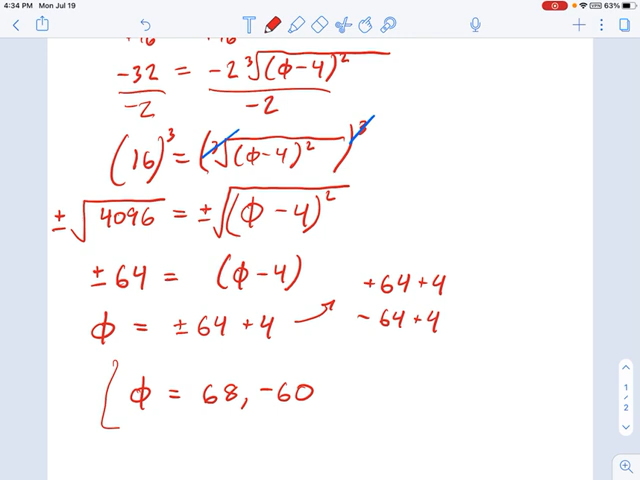 4:34 PM Mon Jul 19
63%
+16 +16
-32 = -2 ∛(ϕ-4)²
-2 -2
(16)³ = (∛(ϕ-4)²)³
±√4096 = ±√(ϕ-4)²
±64 = (ϕ-4)
ϕ = ±64+4
+64+4
-64+4
ϕ = 68, -60
1
/
2